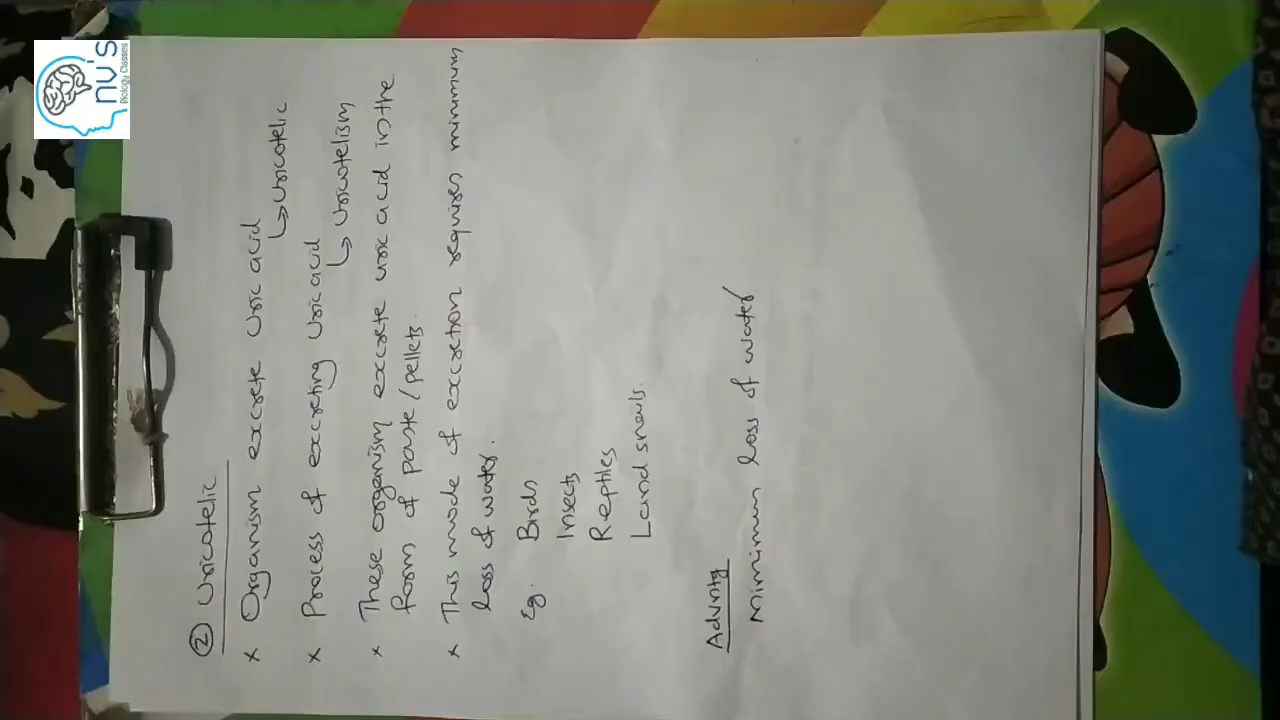 nv's
Biology Classes
② Uricotelic
x Organism excrete Uric acid
↳ Uricotelic
x Process of excreting Uric acid
↳ Uricotelism
x These organism excrete uric acid in the
form of paste/pellets.
x This mode of excretion requires minimum
loss of water.
Eg. Birds
Insects
Reptiles
Land snails.
Advntg
Minimum loss of water